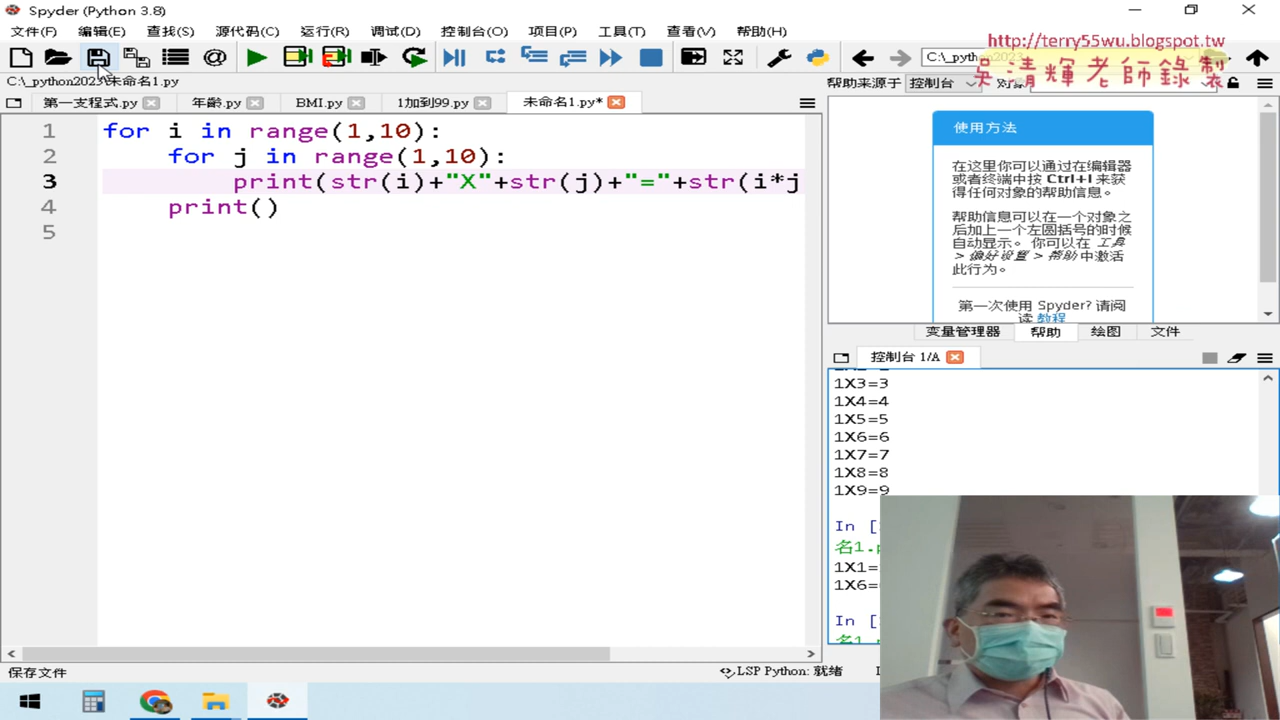 Spyder (Python 3.8)
文件(F) 编辑(E) 查找(S) 源代码(C) 运行(R) 调试(D) 控制台(O) 项目(P) 工具(T) 查看(V) 帮助(H)
http://terry55wu.blogspot.tw
吳清輝老師錄製
C:\_python2023
C:\_python2023\未命名1.py
帮助来源于 控制台 对象
第一支程式.py 年齡.py BMI.py 1加到99.py 未命名1.py*
1 for i in range(1,10):
2 for j in range(1,10):
3 print(str(i)+"X"+str(j)+"="+str(i*j
4 print()
5
使用方法
在这里你可以通过在编辑器
或者终端中按 Ctrl+I 来获
得任何对象的帮助信息。
帮助信息可以在一个对象之
后加上一个左圆括号的时候
自动显示。 你可以在 工具
> 偏好设置 > 帮助 中激活
此行为。
第一次使用 Spyder? 请阅
读 教程
变量管理器 帮助 绘图 文件
控制台 1/A
1X3=3
1X4=4
1X5=5
1X6=6
1X7=7
1X8=8
1X9=9
In [
名1.
1X1=
1X6=
In [
名1.
保存文件
LSP Python: 就绪